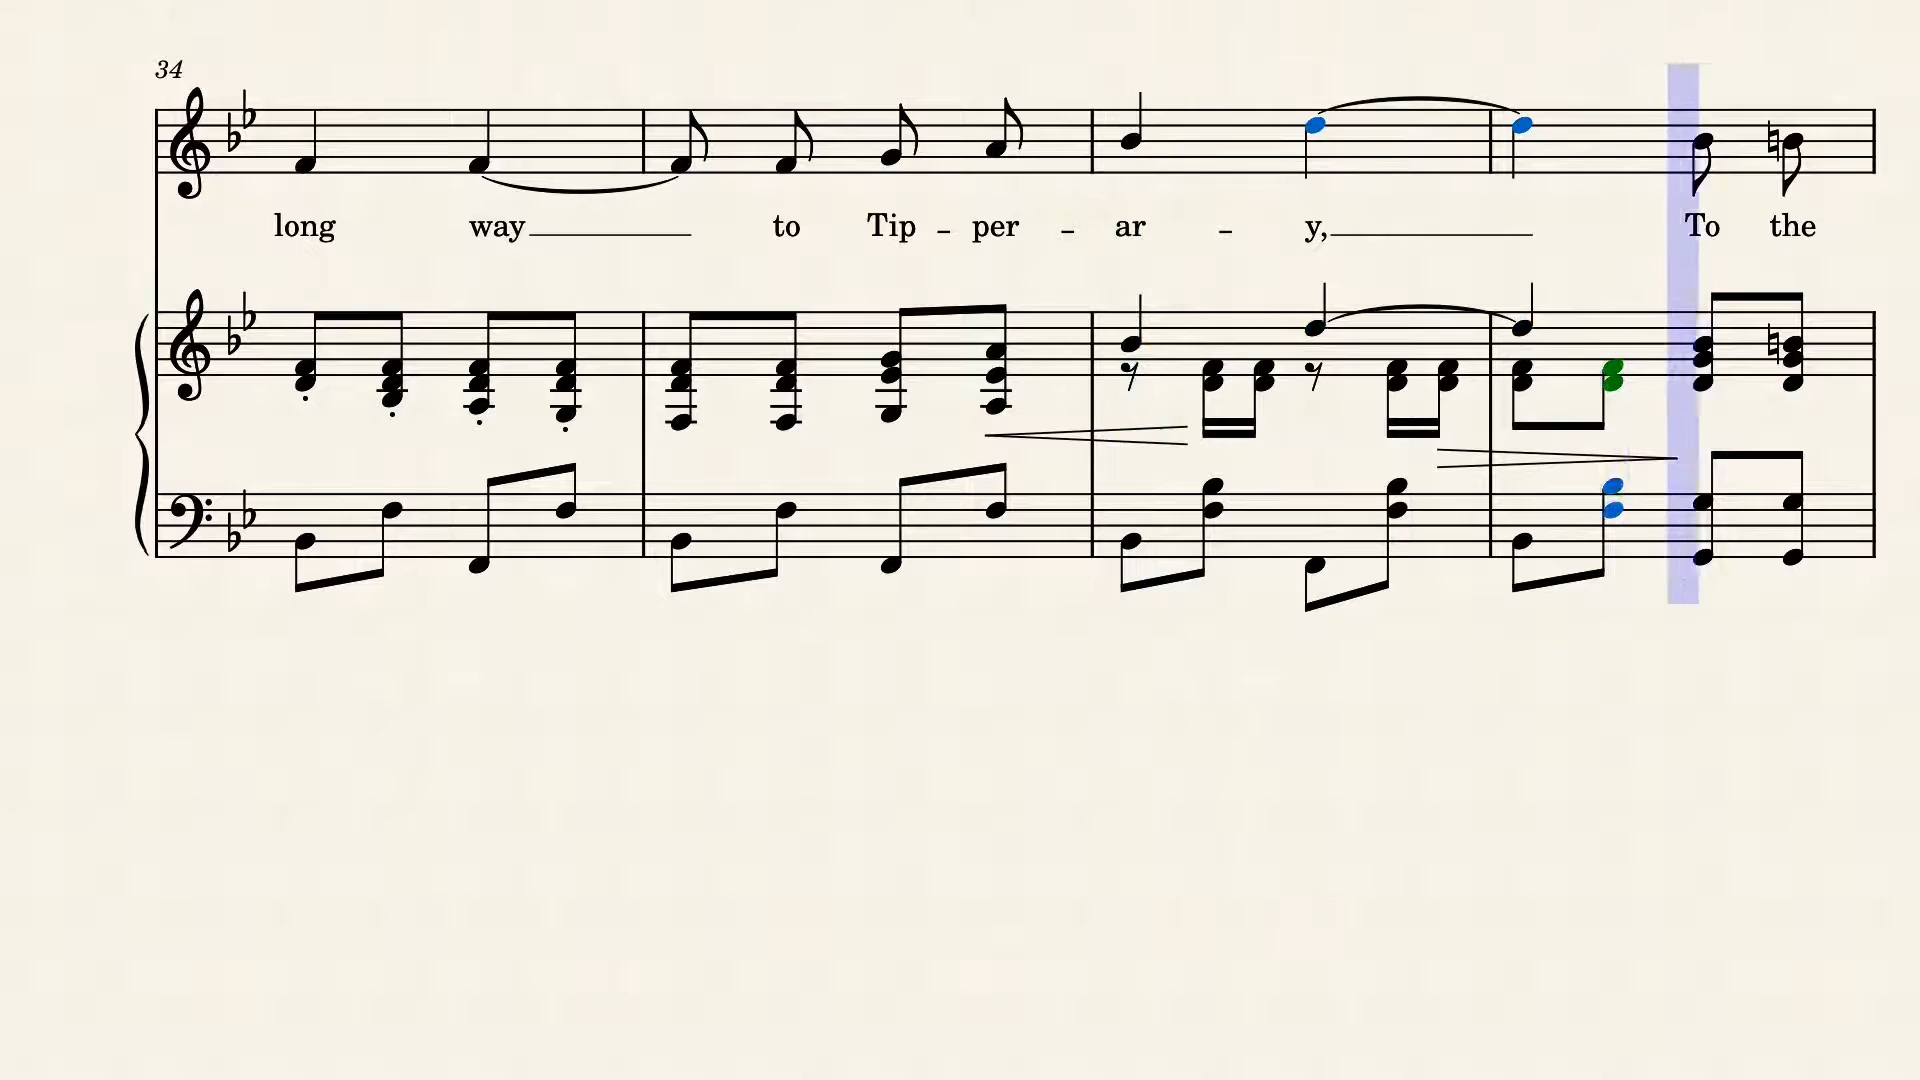 34
long way to Tip - per - ar - y, To the